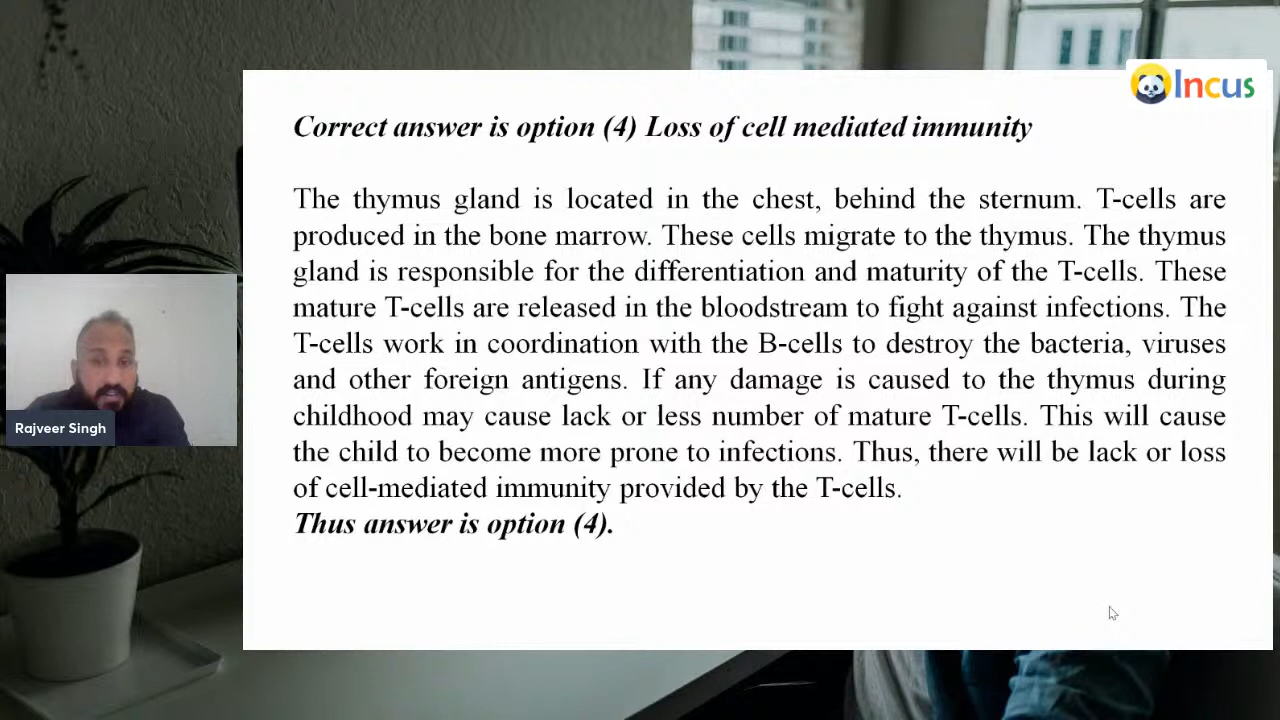 Incus
Correct answer is option (4) Loss of cell mediated immunity
The thymus gland is located in the chest, behind the sternum. T-cells are
produced in the bone marrow. These cells migrate to the thymus. The thymus
gland is responsible for the differentiation and maturity of the T-cells. These
mature T-cells are released in the bloodstream to fight against infections. The
T-cells work in coordination with the B-cells to destroy the bacteria, viruses
and other foreign antigens. If any damage is caused to the thymus during
childhood may cause lack or less number of mature T-cells. This will cause
the child to become more prone to infections. Thus, there will be lack or loss
of cell-mediated immunity provided by the T-cells.
Thus answer is option (4).
Rajveer Singh